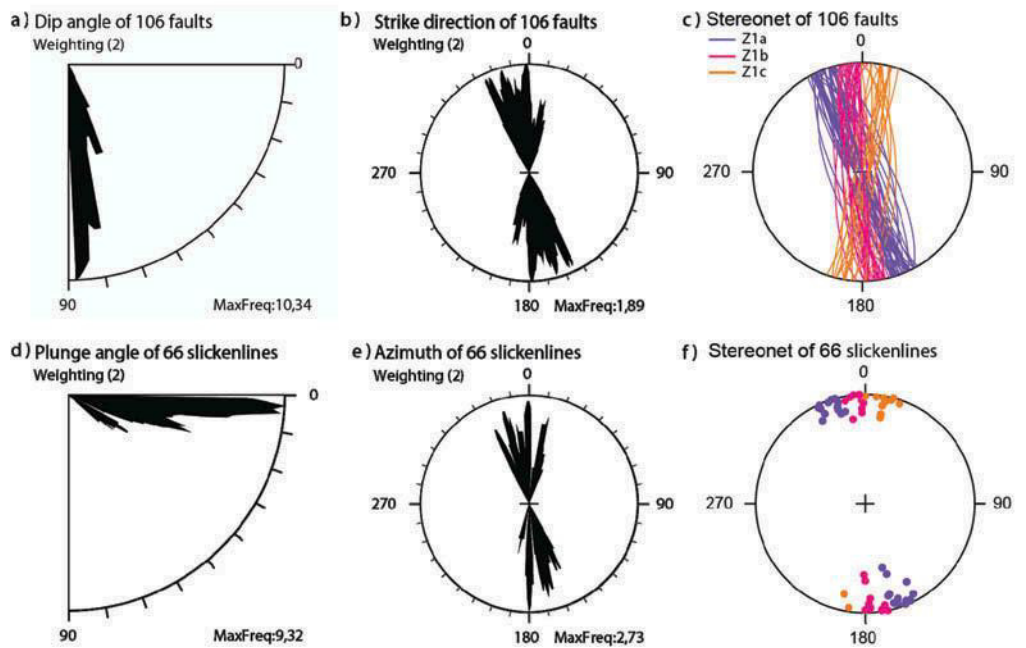 a) Dip angle of 106 faults
Weighting (2)
0
90
MaxFreq:10,34
b) Strike direction of 106 faults
Weighting (2)
0
270
90
180
MaxFreq:1,89
c) Stereonet of 106 faults
Z1a
Z1b
Z1c
0
270
90
180
d) Plunge angle of 66 slickenlines
Weighting (2)
0
90
MaxFreq:9,32
e) Azimuth of 66 slickenlines
Weighting (2)
0
270
90
180
MaxFreq:2,73
f) Stereonet of 66 slickenlines
0
270
90
180